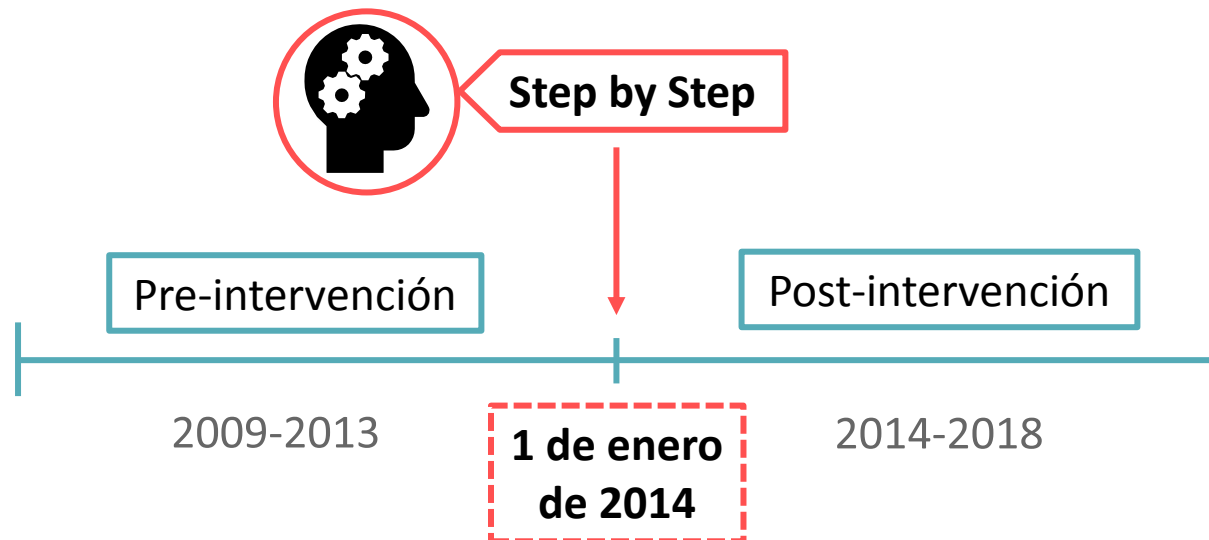 Step by Step
Pre-intervención
Post-intervención
2009-2013
1 de enero
de 2014
2014-2018